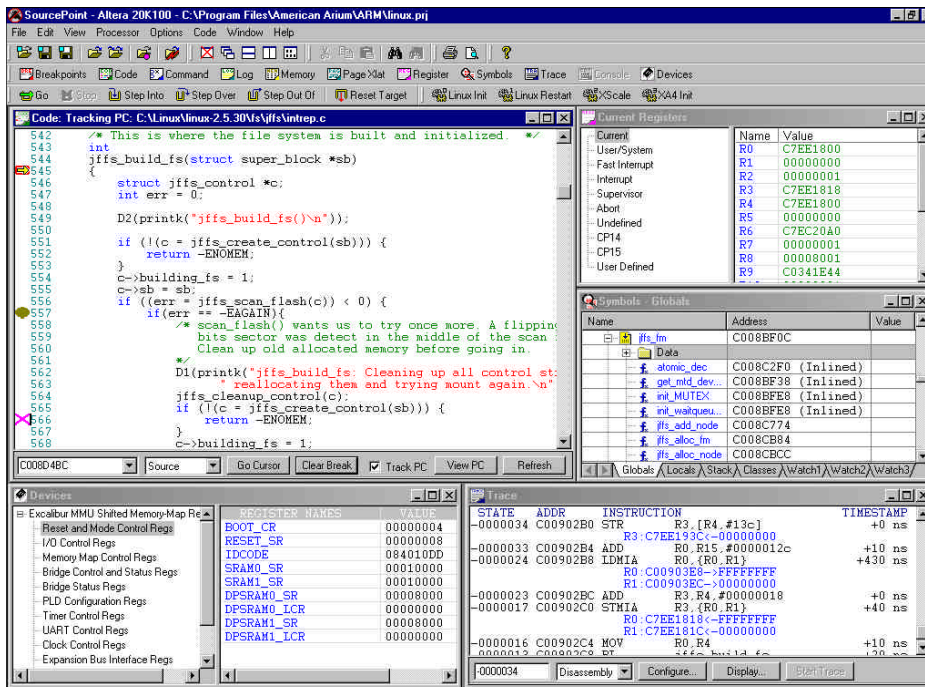 SourcePoint - Altera 20K100 - C:\Program Files\American Arium\ARM\linux.prj
File Edit View Processor Options Code Window Help
Breakpoints Code Command Log Memory PageXlat Register Symbols Trace Console Devices
Go Stop Step Into Step Over Step Out Of Reset Target Linux Init Linux Restart XScale XA4 Init
Code: Tracking PC: C:\Linux\linux-2.5.30\fs\jffs\intrep.c
542 /* This is where the file system is built and initialized. */
543 int
544 jffs_build_fs(struct super_block *sb)
545 {
546 struct jffs_control *c;
547 int err = 0;
548
549 D2(printk("jffs_build_fs()\n"));
550
551 if (!(c = jffs_create_control(sb))) {
552 return -ENOMEM;
553 }
554 c->building_fs = 1;
555 c->sb = sb;
556 if ((err = jffs_scan_flash(c)) < 0) {
557 if(err == -EAGAIN){
558 /* scan_flash() wants us to try once more. A flipping
559 bits sector was detect in the middle of the scan
560 Clean up old allocated memory before going in.
561 */
562 D1(printk("jffs_build_fs: Cleaning up all control st
563 " reallocating them and trying mount again.\n"
564 jffs_cleanup_control(c);
565 if (!(c = jffs_create_control(sb))) {
566 return -ENOMEM;
567 }
568 c->building_fs = 1;
C008D4BC Source Go Cursor Clear Break Track PC View PC Refresh
Current Registers
Current
User/System
Fast Interrupt
Interrupt
Supervisor
Abort
Undefined
CP14
CP15
User Defined
Name Value
R0 C7EE1800
R1 00000000
R2 00000001
R3 C7EE1818
R4 C7EE1800
R5 00000000
R6 C7EC20A0
R7 00000001
R8 00008001
R9 C0341E44
Symbols - Globals
Name Address Value
jffs_fm C008BF0C
Data
atomic_dec C008C2F0 (Inlined)
get_mtd_dev... C008BF38 (Inlined)
init_MUTEX C008BFE8 (Inlined)
init_waitqueu... C008BFE8 (Inlined)
jffs_add_node C008C774
jffs_alloc_fm C008CB84
jffs_alloc_node C008CBCC
Globals Locals Stack Classes Watch1 Watch2 Watch3
Devices
Excalibur MMU Shifted Memory-Map Re
Reset and Mode Control Regs
I/O Control Regs
Memory Map Control Regs
Bridge Control and Status Regs
Bridge Status Regs
PLD Configuration Regs
Timer Control Regs
UART Control Regs
Clock Control Regs
Expansion Bus Interface Regs
REGISTER NAMES VALUE
BOOT_CR 00000004
RESET_SR 00000008
IDCODE 084010DD
SRAM0_SR 00010000
SRAM1_SR 00010000
DPSRAM0_SR 00008000
DPSRAM0_LCR 00000000
DPSRAM1_SR 00008000
DPSRAM1_LCR 00000000
Trace
STATE ADDR INSTRUCTION TIMESTAMP
-0000034 C00902B0 STR R3,[R4,#13c] +0 ns
R3:C7EE193C<-00000000
-0000033 C00902B4 ADD R0,R15,#0000012c +10 ns
-0000024 C00902B8 LDMIA R0,{R0,R1} +430 ns
R0:C00903E8->FFFFFFFF
R1:C00903EC->00000000
-0000023 C00902BC ADD R3,R4,#00000018 +0 ns
-0000017 C00902C0 STMIA R3,{R0,R1} +40 ns
R0:C7EE1818<-FFFFFFFF
R1:C7EE181C<-00000000
-0000016 C00902C4 MOV R0,R4 +10 ns
-0000034 Disassembly Configure... Display... Start Trace